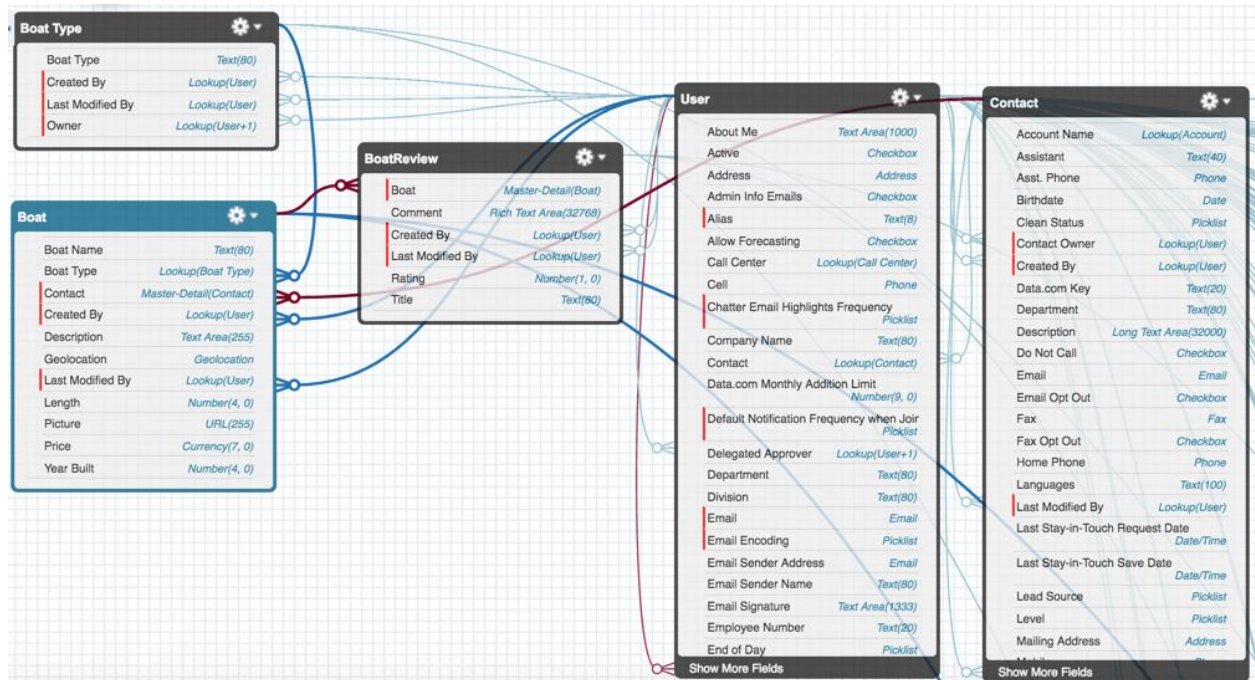 Boat Type
Boat Type Text(80)
Created By Lookup(User)
Last Modified By Lookup(User)
Owner Lookup(User+1)
Boat
Boat Name Text(80)
Boat Type Lookup(Boat Type)
Contact Master-Detail(Contact)
Created By Lookup(User)
Description Text Area(255)
Geolocation Geolocation
Last Modified By Lookup(User)
Length Number(4, 0)
Picture URL(255)
Price Currency(7, 0)
Year Built Number(4, 0)
BoatReview
Boat Master-Detail(Boat)
Comment Rich Text Area(32768)
Created By Lookup(User)
Last Modified By Lookup(User)
Rating Number(1, 0)
Title Text(80)
User
About Me Text Area(1000)
Active Checkbox
Address Address
Admin Info Emails Checkbox
Alias Text(8)
Allow Forecasting Checkbox
Call Center Lookup(Call Center)
Cell Phone
Chatter Email Highlights Frequency
Picklist
Company Name Text(80)
Contact Lookup(Contact)
Data.com Monthly Addition Limit
Number(9, 0)
Default Notification Frequency when Join
Picklist
Delegated Approver Lookup(User+1)
Department Text(80)
Division Text(80)
Email Email
Email Encoding Picklist
Email Sender Address Email
Email Sender Name Text(80)
Email Signature Text Area(1333)
Employee Number Text(20)
End of Day Picklist
Show More Fields
Contact
Account Name Lookup(Account)
Assistant Text(40)
Asst. Phone Phone
Birthdate Date
Clean Status Picklist
Contact Owner Lookup(User)
Created By Lookup(User)
Data.com Key Text(20)
Department Text(80)
Description Long Text Area(32000)
Do Not Call Checkbox
Email Email
Email Opt Out Checkbox
Fax Fax
Fax Opt Out Checkbox
Home Phone Phone
Languages Text(100)
Last Modified By Lookup(User)
Last Stay-in-Touch Request Date
Date/Time
Last Stay-in-Touch Save Date
Date/Time
Lead Source Picklist
Level Picklist
Mailing Address Address
Show More Fields